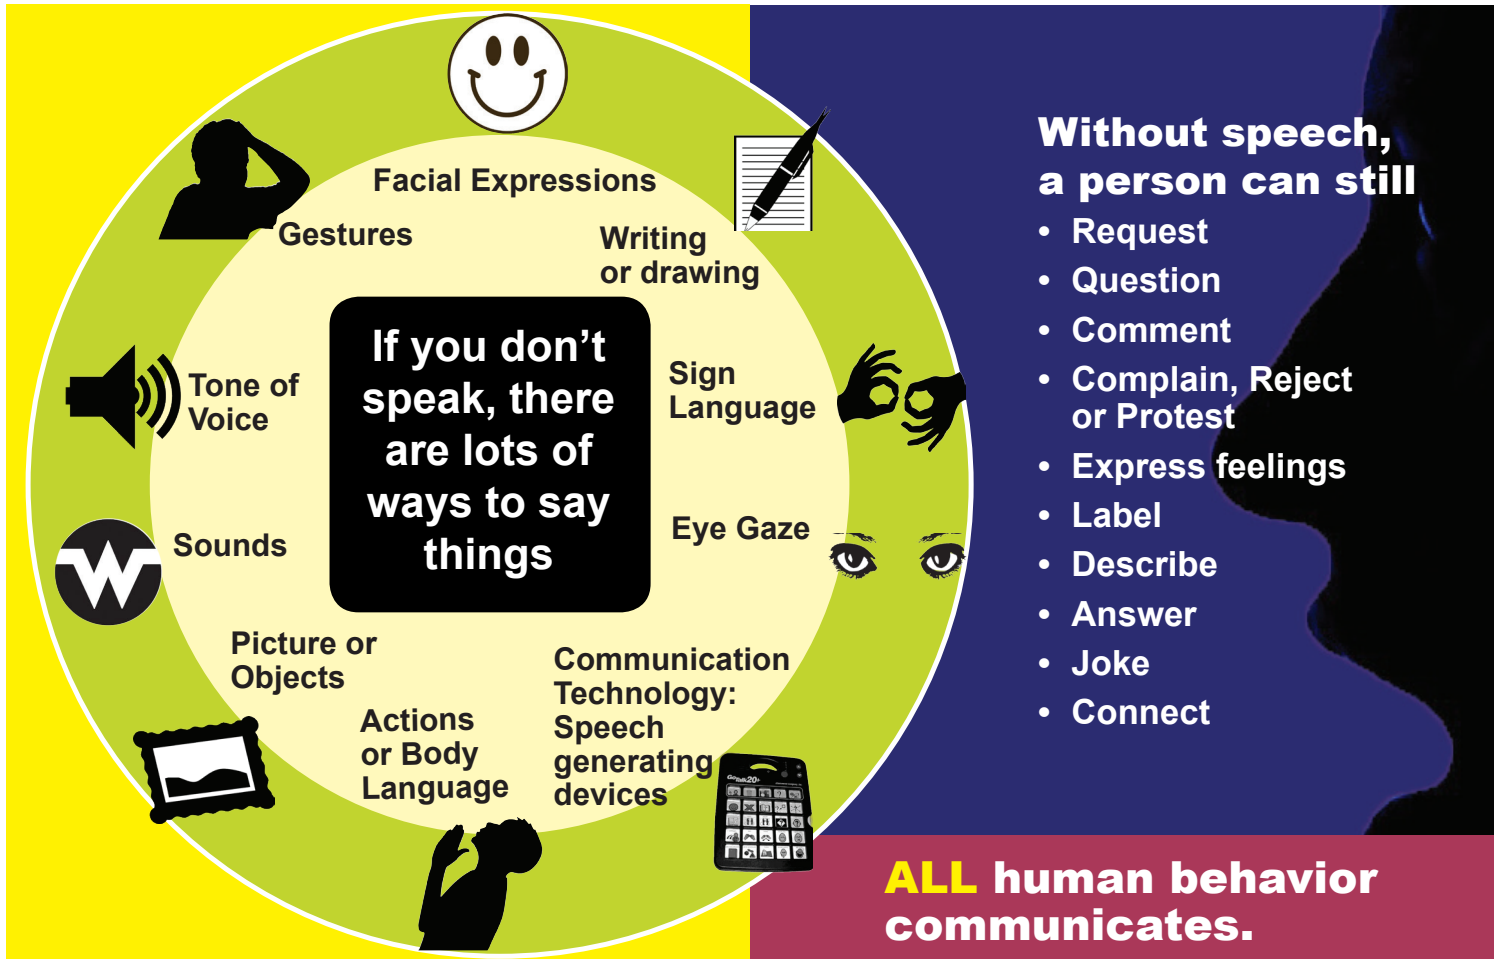 Facial Expressions
Gestures
Writing
or drawing
If you don’t
speak, there
are lots of
ways to say
things
Tone of
Voice
Sign
Language
Sounds
Eye Gaze
W
Picture or
Objects
Communication
Technology:
Speech
generating
devices
Actions
or Body
Language
GoTalk20+
Without speech,
a person can still
• Request
• Question
• Comment
• Complain, Reject
or Protest
• Express feelings
• Label
• Describe
• Answer
• Joke
• Connect
ALL human behavior
communicates.